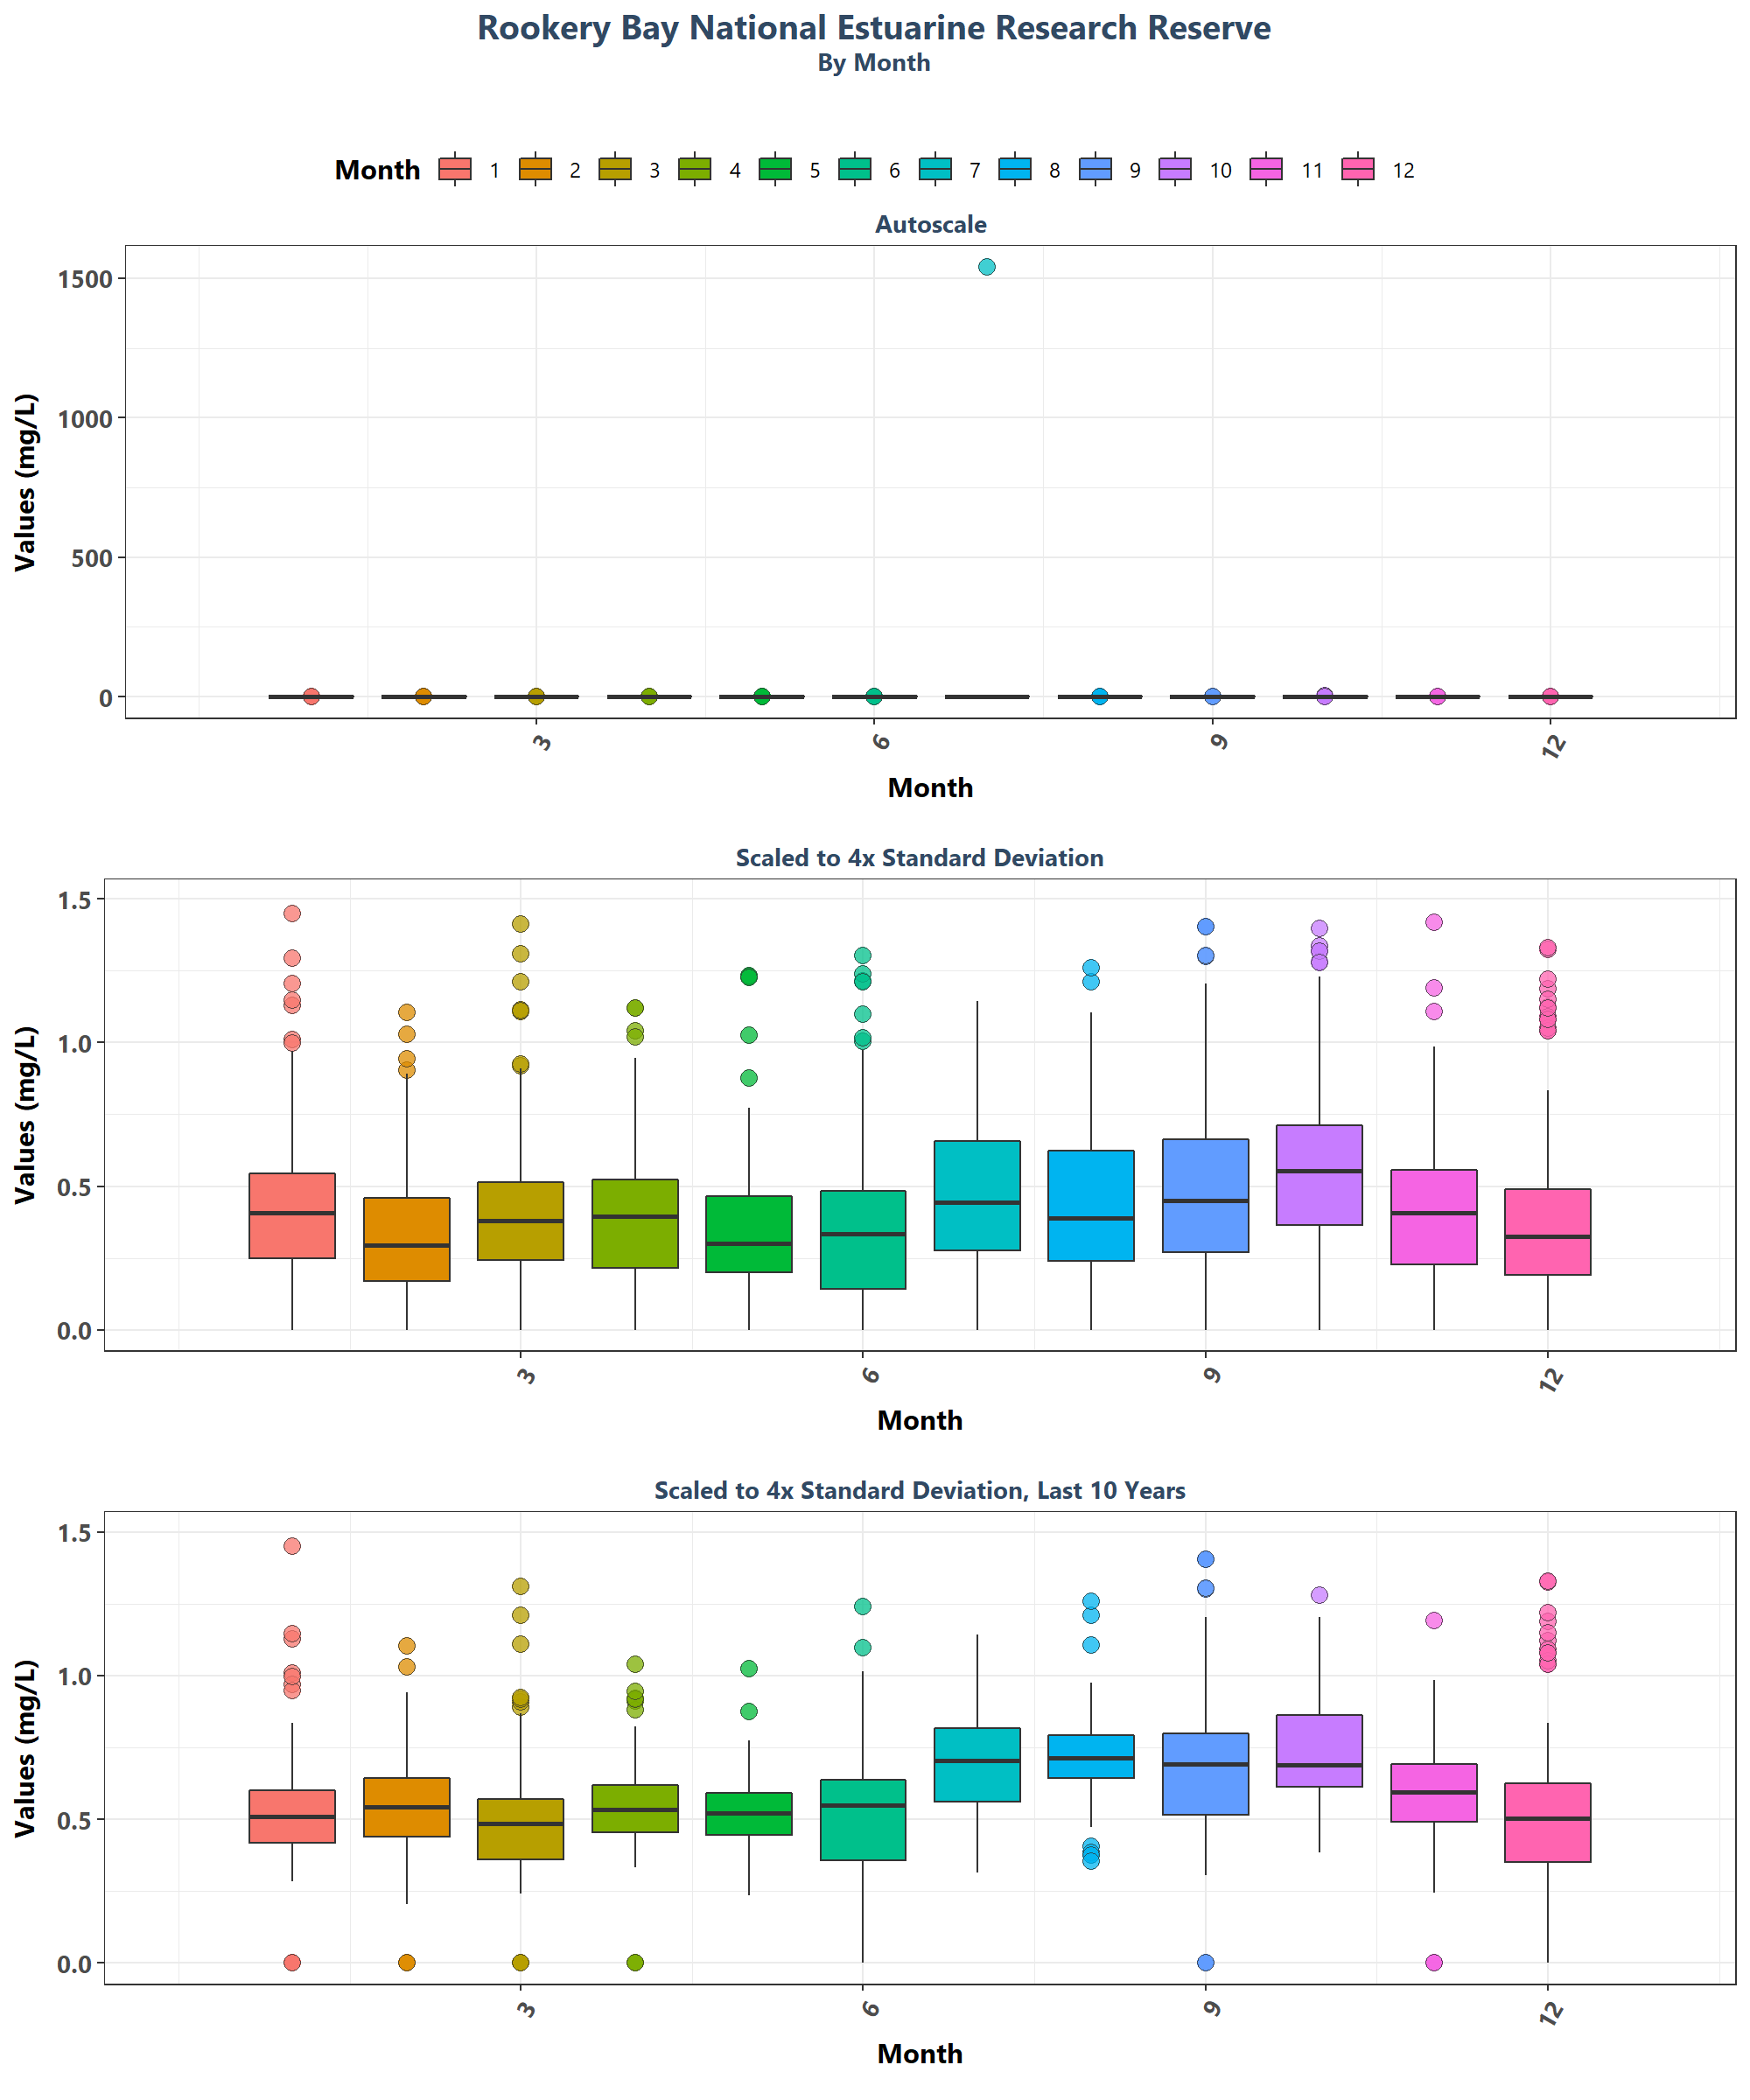 Rookery Bay National Estuarine Research Reserve
By Month
Month 1 2 3 4 5 6 7 8 9 10 11 12
Autoscale
Values (mg/L)
1500
1000
500
0
3 6 9 12
Month
Scaled to 4x Standard Deviation
Values (mg/L)
1.5
1.0
0.5
0.0
3 6 9 12
Month
Scaled to 4x Standard Deviation, Last 10 Years
Values (mg/L)
1.5
1.0
0.5
0.0
3 6 9 12
Month